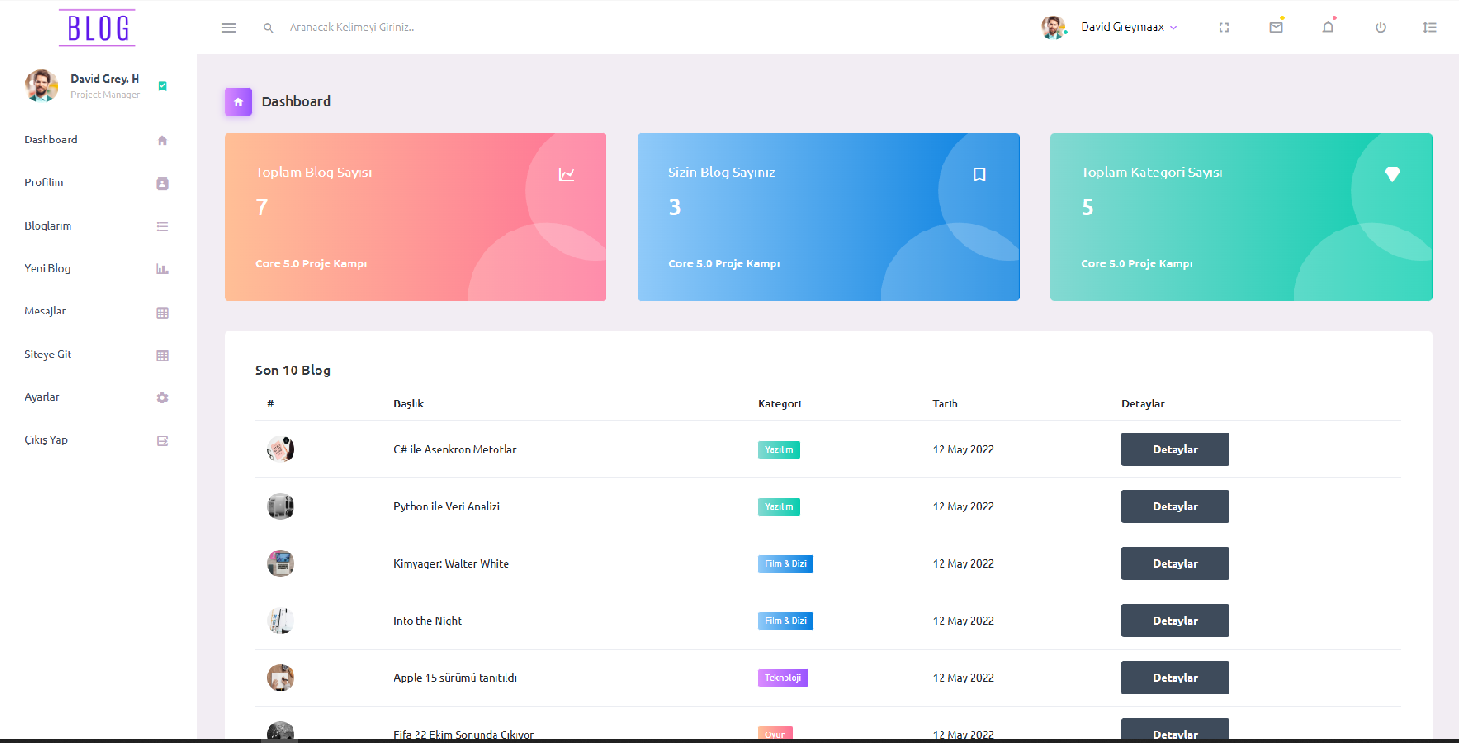 BLOG
Aranacak Kelimeyi Giriniz..
David Greymaax
David Grey. H
Project Manager
Dashboard
Profilim
Bloglarım
Yeni Blog
Mesajlar
Siteye Git
Ayarlar
Çıkış Yap
Dashboard
Toplam Blog Sayısı
7
Core 5.0 Proje Kampı
Sizin Blog Sayınız
3
Core 5.0 Proje Kampı
Toplam Kategori Sayısı
5
Core 5.0 Proje Kampı
Son 10 Blog
# Başlık Kategori Tarih Detaylar
C# ile Asenkron Metotlar Yazılım 12 May 2022 Detaylar
Python ile Veri Analizi Yazılım 12 May 2022 Detaylar
Kimyager: Walter White Film & Dizi 12 May 2022 Detaylar
Into the Night Film & Dizi 12 May 2022 Detaylar
Apple 15 sürümü tanıtıldı Teknoloji 12 May 2022 Detaylar
Fifa 22 Ekim Sonunda Çıkıyor Oyun 12 May 2022 Detaylar